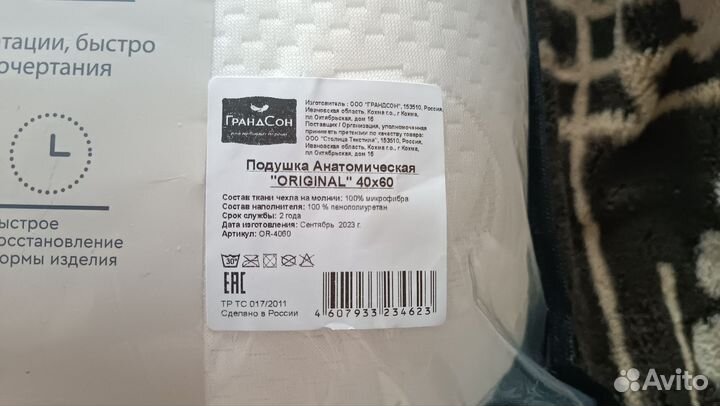 тации, быстро
очертания
ыстрое
осстановление
ормы изделия
ГРАНДСОН
Изготовитель: ООО "ГРАНДСОН", 153510, Россия,
Ивановская область, Кохма г.о., г Кохма,
пл Октябрьская, дом 16
Поставщик / Организация, уполномоченная
принимать претензии по качеству товара:
ООО "Столица Текстиля", 153510, Россия,
Ивановская область, Кохма г.о., г Кохма,
пл. Октябрьская, дом 16
Подушка Анатомическая
"ORIGINAL" 40x60
Состав ткани чехла на молнии: 100% микрофибра
Состав наполнителя: 100 % пенополиуретан
Срок службы: 2 года
Дата изготовления: Сентябрь 2023 г.
Артикул: OR-4060
30°
EAC
ТР ТС 017/2011
Сделано в России
4 607933 234623
Avito